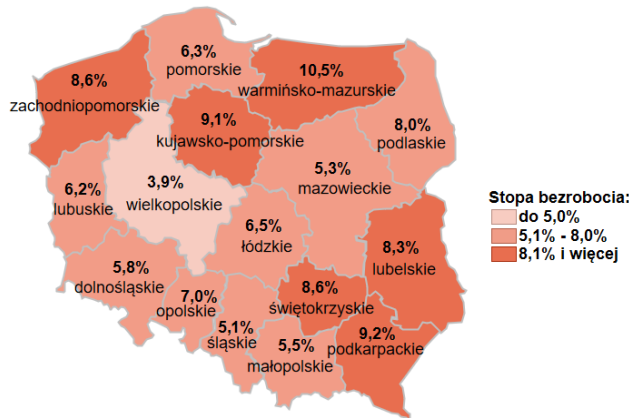 6,3%
pomorskie
10,5%
warmińsko-mazurskie
8,6%
zachodniopomorskie
9,1%
kujawsko-pomorskie
8,0%
podlaskie
5,3%
mazowieckie
6,2%
lubuskie
3,9%
wielkopolskie
6,5%
łódzkie
8,3%
lubelskie
5,8%
dolnośląskie
7,0%
opolskie
5,1%
śląskie
8,6%
świętokrzyskie
5,5%
małopolskie
9,2%
podkarpackie
Stopa bezrobocia:
do 5,0%
5,1% - 8,0%
8,1% i więcej